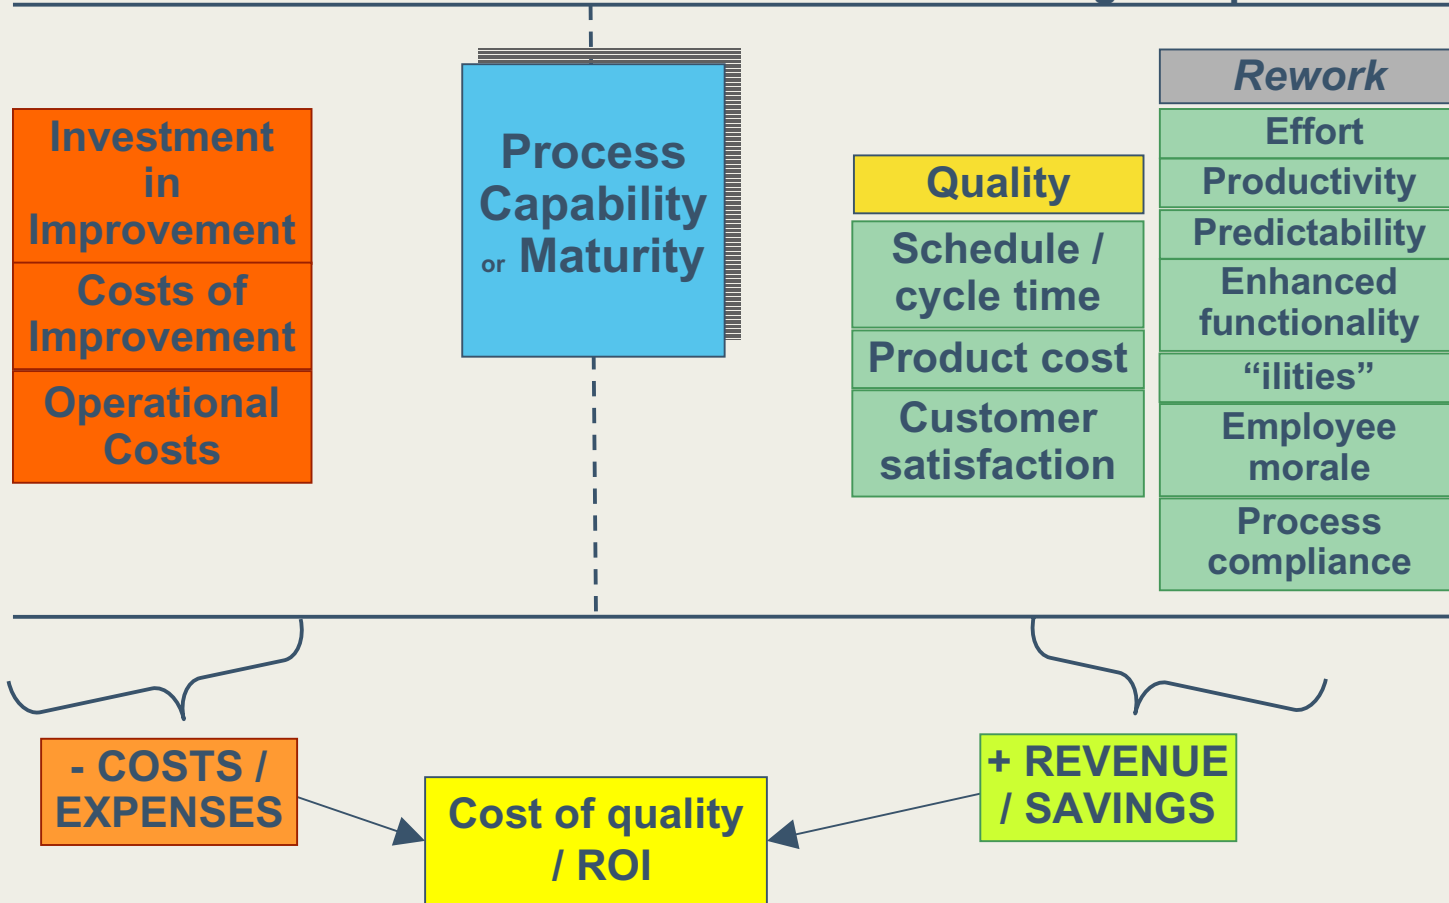 Investment
in
Improvement
Costs of
Improvement
Operational
Costs
Process
Capability
or Maturity
Quality
Schedule /
cycle time
Product cost
Customer
satisfaction
Rework
Effort
Productivity
Predictability
Enhanced
functionality
“ilities”
Employee
morale
Process
compliance
- COSTS /
EXPENSES
Cost of quality
/ ROI
+ REVENUE
/ SAVINGS